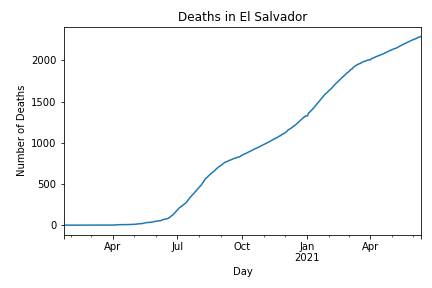 Deaths in El Salvador
Number of Deaths
2000
1500
1000
500
0
Apr
Jul
Oct
Jan
2021
Apr
Day